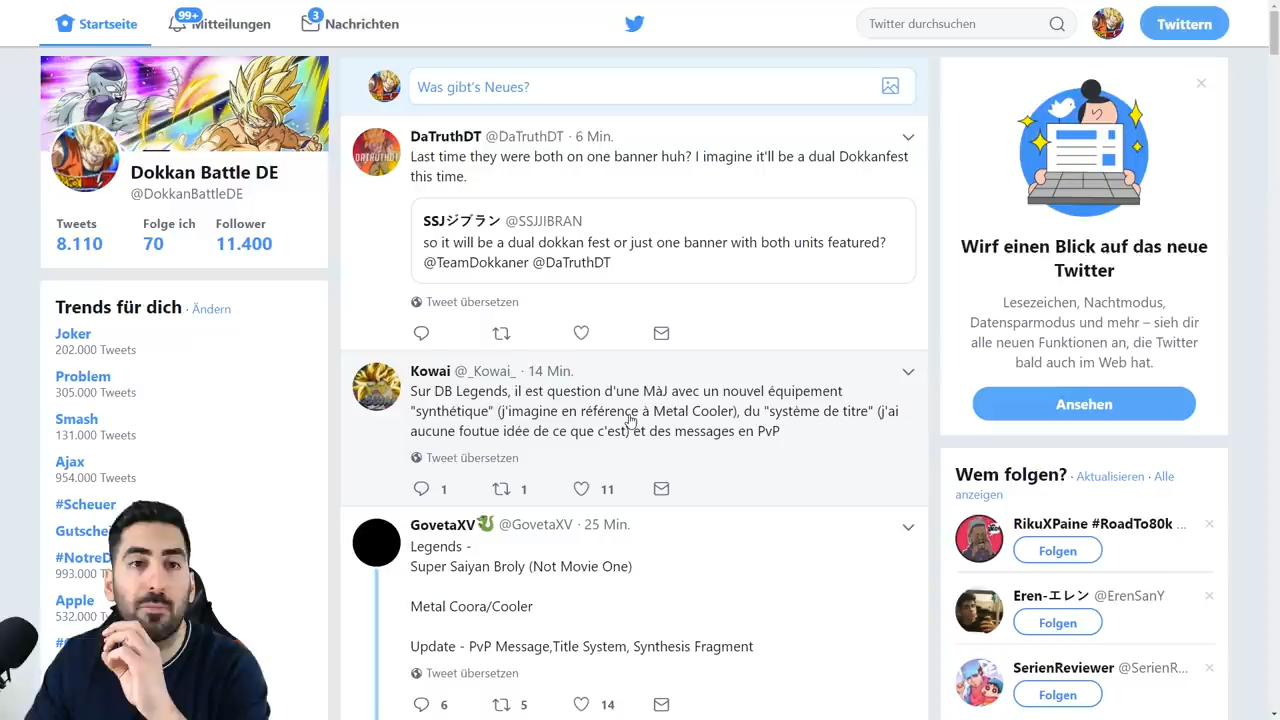 Startseite
99+
Mitteilungen
3
Nachrichten
Twitter durchsuchen
Twittern
Dokkan Battle DE
@DokkanBattleDE
Tweets Folge ich Follower
8.110 70 11.400
Trends für dich · Ändern
Joker
202.000 Tweets
Problem
305.000 Tweets
Smash
131.000 Tweets
Ajax
954.000 Tweets
#Scheuer
Gutschei
#NotreD
993.000
Apple
532.000
Was gibt's Neues?
DaTruthDT @DaTruthDT · 6 Min.
Last time they were both on one banner huh? I imagine it'll be a dual Dokkanfest
this time.
SSJジブラン @SSJJIBRAN
so it will be a dual dokkan fest or just one banner with both units featured?
@TeamDokkaner @DaTruthDT
Tweet übersetzen
Kowai @_Kowai_ · 14 Min.
Sur DB Legends, il est question d'une MàJ avec un nouvel équipement
"synthétique" (j'imagine en référence à Metal Cooler), du "système de titre" (j'ai
aucune foutue idée de ce que c'est) et des messages en PvP
Tweet übersetzen
1 1 11
GovetaXV @GovetaXV · 25 Min.
Legends -
Super Saiyan Broly (Not Movie One)
Metal Coora/Cooler
Update - PvP Message,Title System, Synthesis Fragment
Tweet übersetzen
6 5 14
Wirf einen Blick auf das neue
Twitter
Lesezeichen, Nachtmodus,
Datensparmodus und mehr – sieh dir
alle neuen Funktionen an, die Twitter
bald auch im Web hat.
Ansehen
Wem folgen? · Aktualisieren · Alle
anzeigen
RikuXPaine #RoadTo80k ...
Folgen
Eren-エレン @ErenSanY
Folgen
SerienReviewer @SerienR...
Folgen